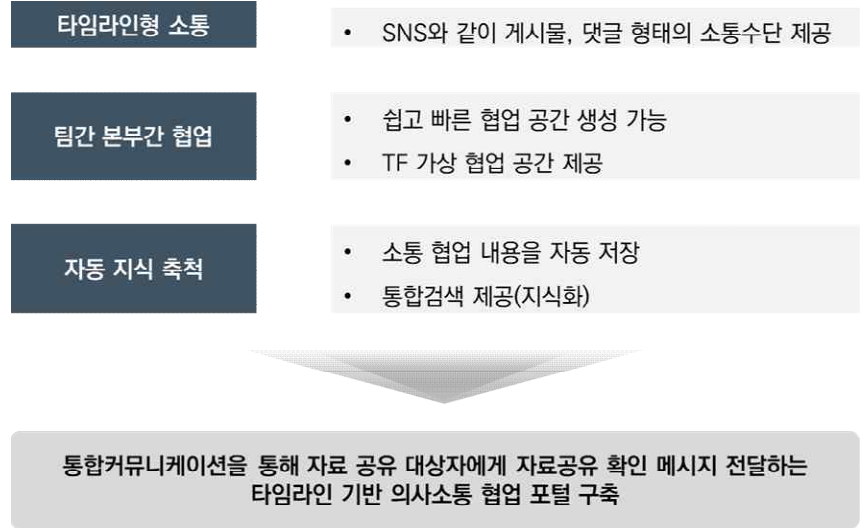 타임라인형 소통
• SNS와 같이 게시물, 댓글 형태의 소통수단 제공
팀간 본부간 협업
• 쉽고 빠른 협업 공간 생성 가능
• TF 가상 협업 공간 제공
자동 지식 축척
• 소통 협업 내용을 자동 저장
• 통합검색 제공(지식화)
통합커뮤니케이션을 통해 자료 공유 대상자에게 자료공유 확인 메시지 전달하는
타임라인 기반 의사소통 협업 포털 구축